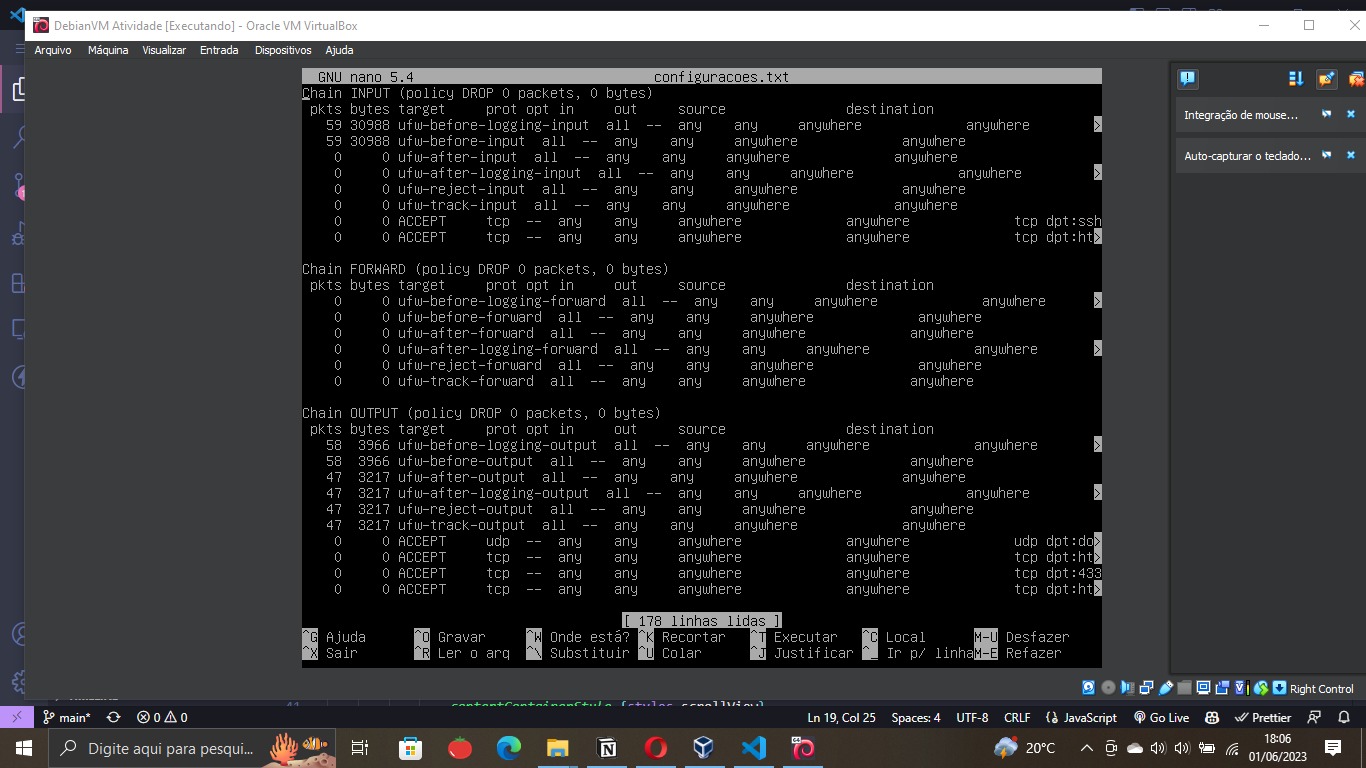 DebianVM Atividade [Executando] - Oracle VM VirtualBox
Arquivo Máquina Visualizar Entrada Dispositivos Ajuda
GNU nano 5.4 configuracoes.txt
Chain INPUT (policy DROP 0 packets, 0 bytes)
pkts bytes target prot opt in out source destination
59 30988 ufw-before-logging-input all -- any any anywhere anywhere >
59 30988 ufw-before-input all -- any any anywhere anywhere
0 0 ufw-after-input all -- any any anywhere anywhere
0 0 ufw-after-logging-input all -- any any anywhere anywhere >
0 0 ufw-reject-input all -- any any anywhere anywhere
0 0 ufw-track-input all -- any any anywhere anywhere
0 0 ACCEPT tcp -- any any anywhere anywhere tcp dpt:ssh
0 0 ACCEPT tcp -- any any anywhere anywhere tcp dpt:ht>
Chain FORWARD (policy DROP 0 packets, 0 bytes)
pkts bytes target prot opt in out source destination
0 0 ufw-before-logging-forward all -- any any anywhere anywhere >
0 0 ufw-before-forward all -- any any anywhere anywhere
0 0 ufw-after-forward all -- any any anywhere anywhere
0 0 ufw-after-logging-forward all -- any any anywhere anywhere >
0 0 ufw-reject-forward all -- any any anywhere anywhere
0 0 ufw-track-forward all -- any any anywhere anywhere
Chain OUTPUT (policy DROP 0 packets, 0 bytes)
pkts bytes target prot opt in out source destination
58 3966 ufw-before-logging-output all -- any any anywhere anywhere >
58 3966 ufw-before-output all -- any any anywhere anywhere
47 3217 ufw-after-output all -- any any anywhere anywhere
47 3217 ufw-after-logging-output all -- any any anywhere anywhere >
47 3217 ufw-reject-output all -- any any anywhere anywhere
47 3217 ufw-track-output all -- any any anywhere anywhere
0 0 ACCEPT udp -- any any anywhere anywhere udp dpt:do>
0 0 ACCEPT tcp -- any any anywhere anywhere tcp dpt:ht>
0 0 ACCEPT tcp -- any any anywhere anywhere tcp dpt:433
0 0 ACCEPT tcp -- any any anywhere anywhere tcp dpt:ht>
[ 178 linhas lidas ]
^G Ajuda ^O Gravar ^W Onde está? ^K Recortar ^T Executar ^C Local M-U Desfazer
^X Sair ^R Ler o arq ^\ Substituir ^U Colar ^J Justificar ^_ Ir p/ linha M-E Refazer
Integração de mouse...
Auto-capturar o teclado...
Right Control
main* 0 0 Ln 19, Col 25 Spaces: 4 UTF-8 CRLF {} JavaScript Go Live Prettier
Digite aqui para pesqui... 20°C
18:06
01/06/2023